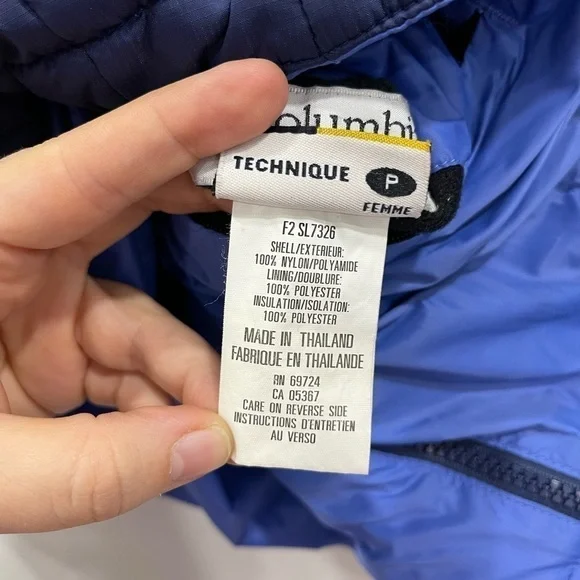 Columbi
TECHNIQUE P
FEMME
F2 SL7326
SHELL/EXTERIEUR:
100% NYLON/POLYAMIDE
LINING/DOUBLURE:
100% POLYESTER
INSULATION/ISOLATION:
100% POLYESTER
MADE IN THAILAND
FABRIQUE EN THAILANDE
RN 69724
CA 05367
CARE ON REVERSE SIDE
INSTRUCTIONS D'ENTRETIEN
AU VERSO